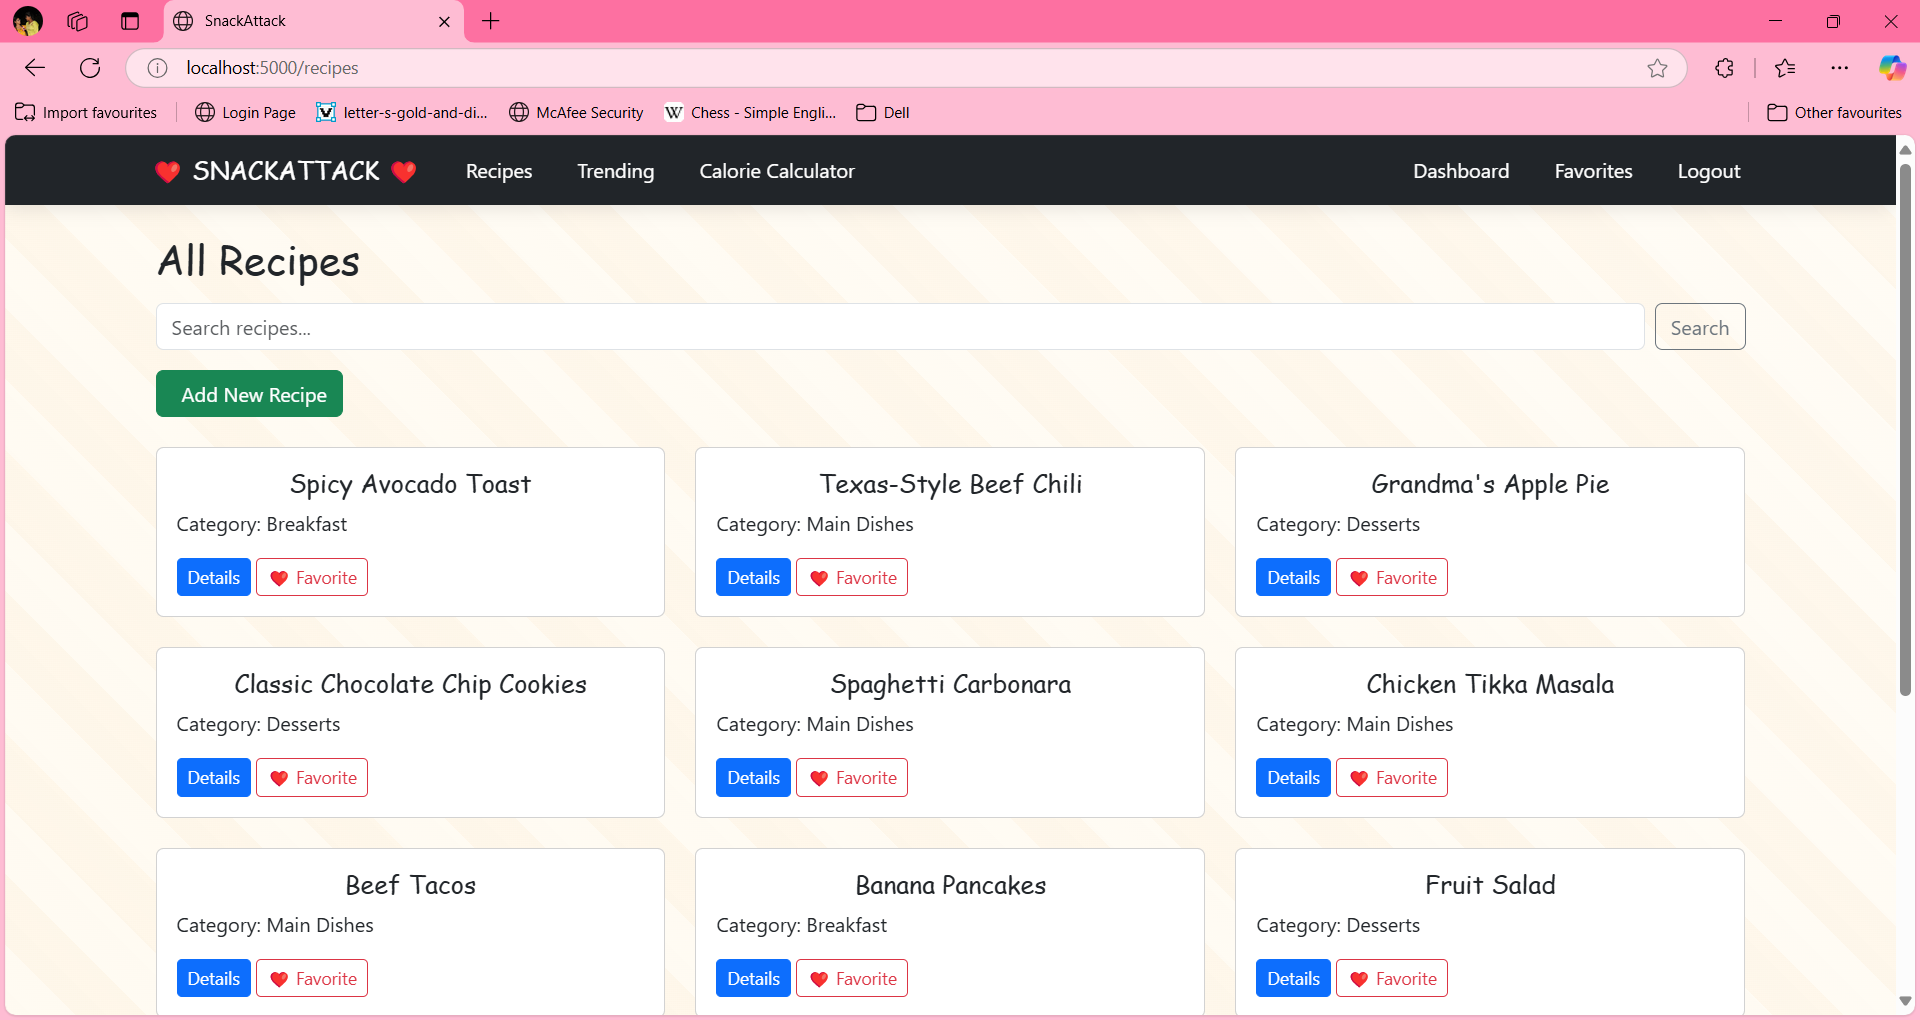 SnackAttack
localhost:5000/recipes
Import favourites Login Page letter-s-gold-and-di... McAfee Security Chess - Simple Engli... Dell Other favourites
❤️ SNACKATTACK ❤️ Recipes Trending Calorie Calculator Dashboard Favorites Logout
All Recipes
Search recipes... Search
Add New Recipe
Spicy Avocado Toast Texas-Style Beef Chili Grandma's Apple Pie
Category: Breakfast Category: Main Dishes Category: Desserts
Details ❤️ Favorite Details ❤️ Favorite Details ❤️ Favorite
Classic Chocolate Chip Cookies Spaghetti Carbonara Chicken Tikka Masala
Category: Desserts Category: Main Dishes Category: Main Dishes
Details ❤️ Favorite Details ❤️ Favorite Details ❤️ Favorite
Beef Tacos Banana Pancakes Fruit Salad
Category: Main Dishes Category: Breakfast Category: Desserts
Details ❤️ Favorite Details ❤️ Favorite Details ❤️ Favorite